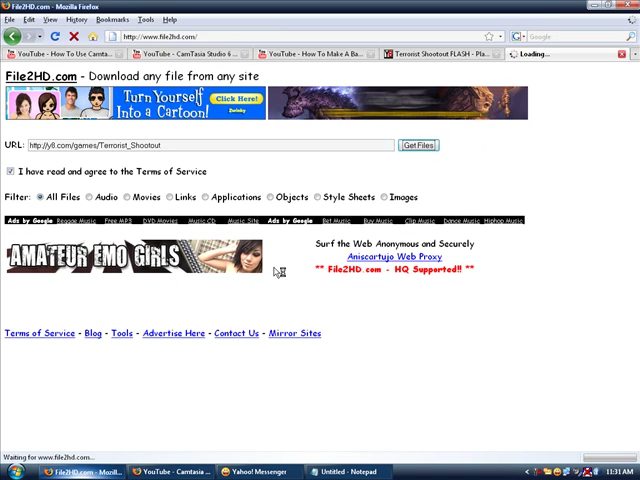 File2HD.com - Mozilla Firefox
File Edit View History Bookmarks Tools Help
http://www.file2hd.com/
Google
YouTube - How To Use Camta...
YouTube - CamTasia Studio 6 ...
YouTube - How To Make A Ba...
Terrorist Shootout FLASH - Pla...
Loading...
File2HD.com - Download any file from any site
Turn Yourself
Into a Cartoon!
Click Here!
Zwinky
URL: http://y8.com/games/Terrorist_Shootout Get Files
I have read and agree to the Terms of Service
Filter: All Files Audio Movies Links Applications Objects Style Sheets Images
Ads by Google Reggae Music Free MP3 DVD Movies Music CD Music Site Ads by Google Bet Music Buy Music Clip Music Dance Music Hiphop Music
AMATEUR EMO GIRLS
Surf the Web Anonymous and Securely
Aniscartujo Web Proxy
** File2HD.com - HQ Supported!! **
Terms of Service - Blog - Tools - Advertise Here - Contact Us - Mirror Sites
Waiting for www.file2hd.com...
File2HD.com - Mozill...
YouTube - Camtasia ...
Yahoo! Messenger
Untitled - Notepad
11:31 AM